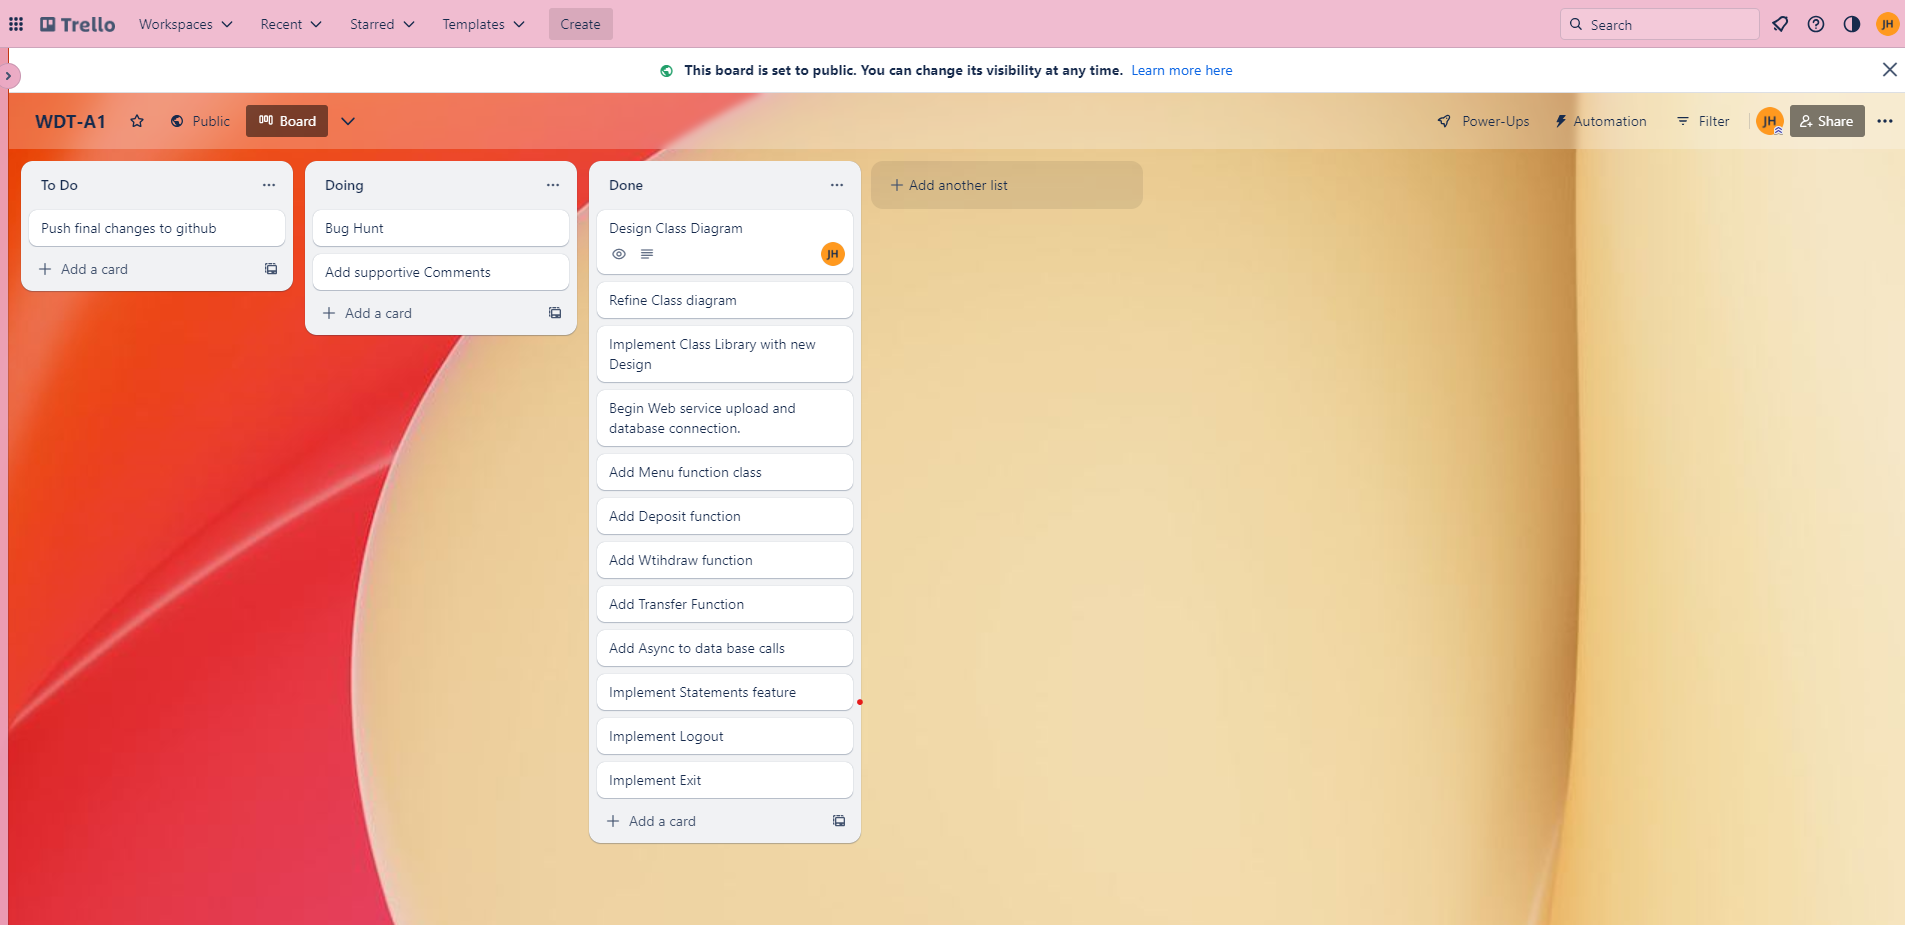 Trello
Workspaces
Recent
Starred
Templates
Create
Search
JH
This board is set to public. You can change its visibility at any time. Learn more here
WDT-A1
Public
Board
Power-Ups
Automation
Filter
JH
Share
To Do
Push final changes to github
Add a card
Doing
Bug Hunt
Add supportive Comments
Add a card
Done
Design Class Diagram
JH
Refine Class diagram
Implement Class Library with new
Design
Begin Web service upload and
database connection.
Add Menu function class
Add Deposit function
Add Wtihdraw function
Add Transfer Function
Add Async to data base calls
Implement Statements feature
Implement Logout
Implement Exit
Add a card
Add another list